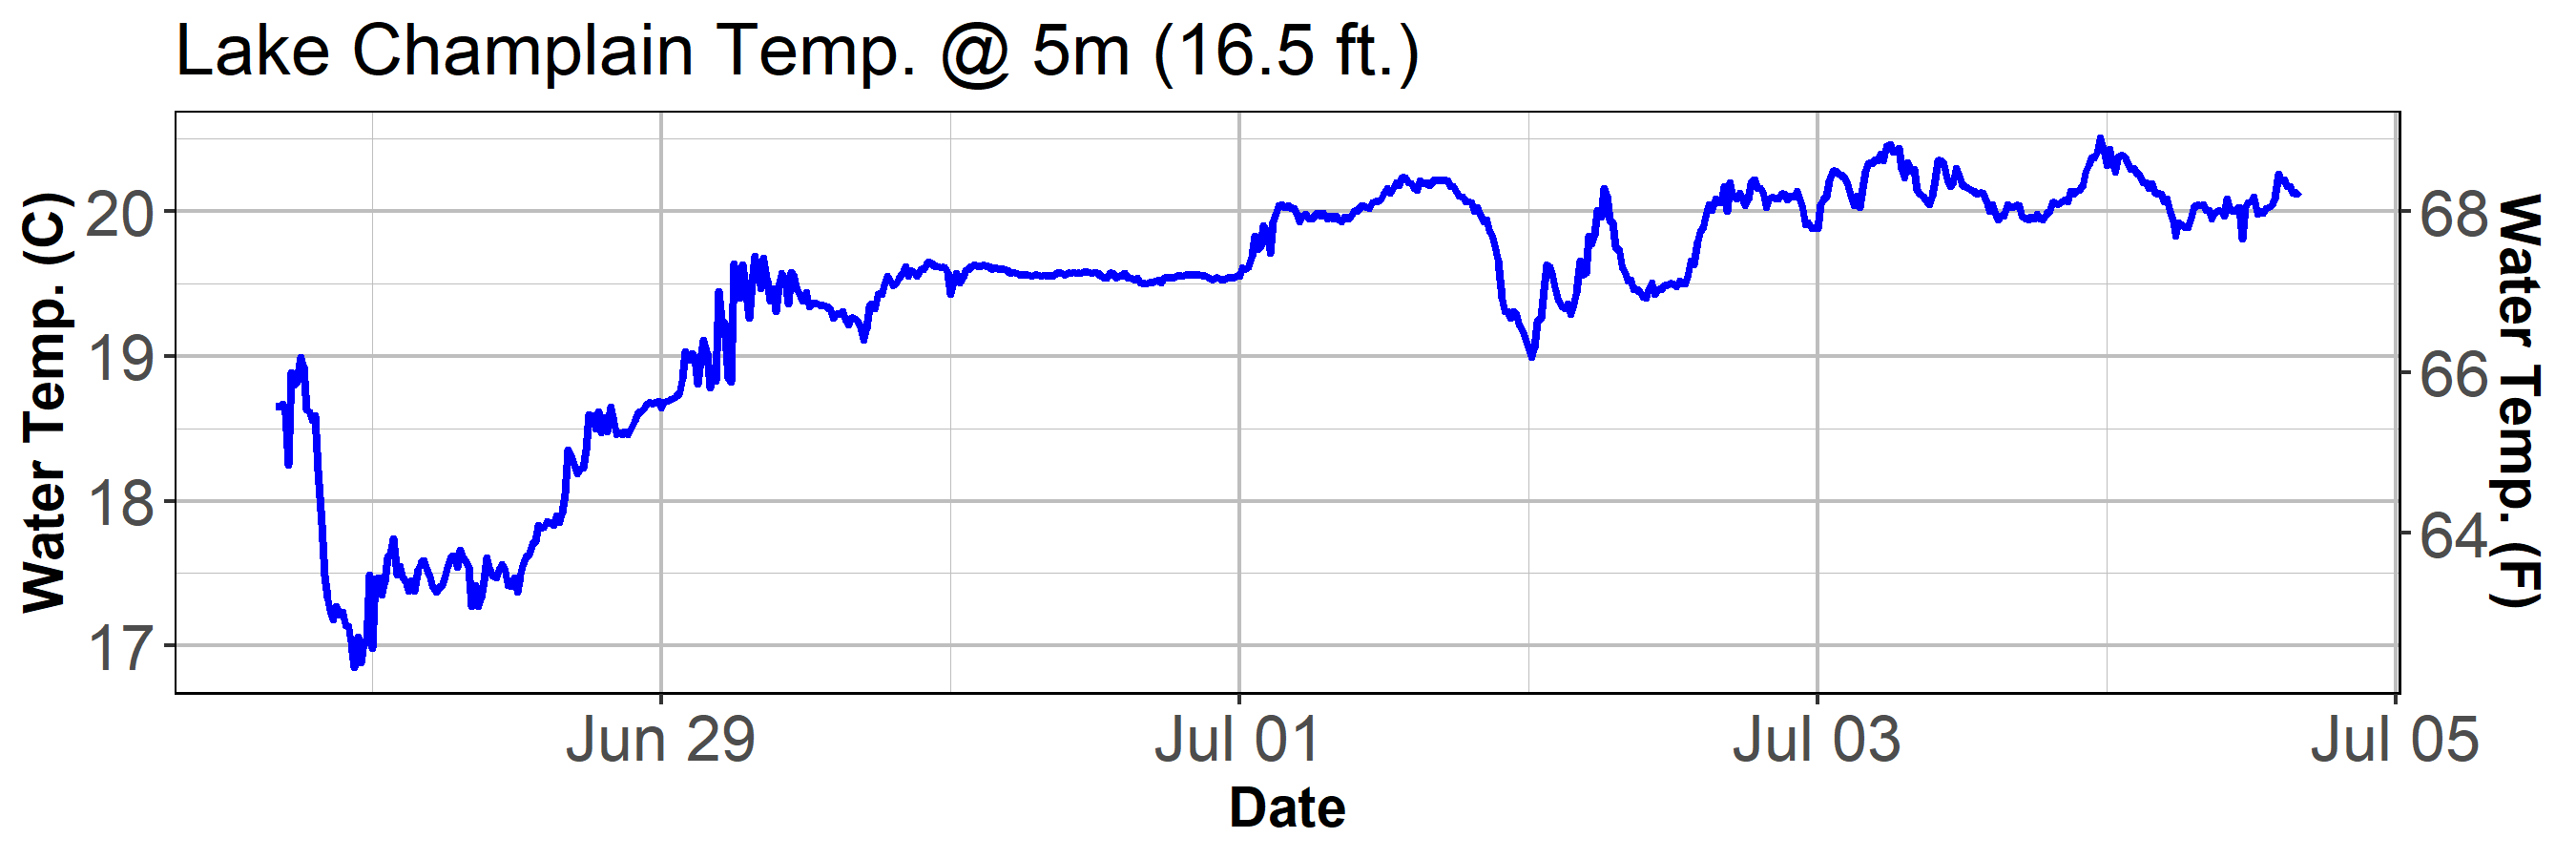 Lake Champlain Temp. @ 5m (16.5 ft.)
Water Temp. (C)
20
19
18
17
68
66
64
Water Temp. (F)
Jun 29
Jul 01
Jul 03
Jul 05
Date